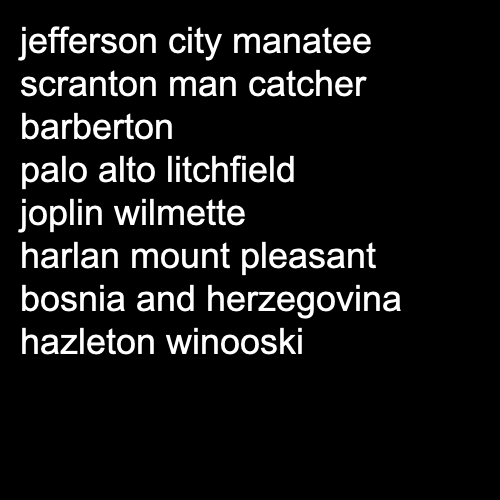 jefferson city manatee
scranton man catcher
barberton
palo alto litchfield
joplin wilmette
harlan mount pleasant
bosnia and herzegovina
hazleton winooski